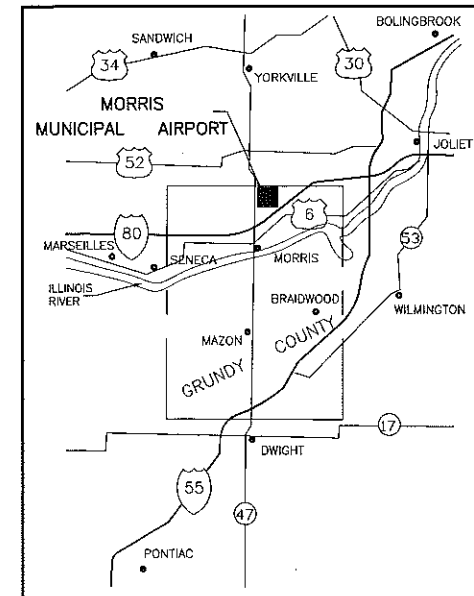 BOLINGBROOK
SANDWICH
34
30
YORKVILLE
MORRIS
MUNICIPAL AIRPORT
JOLIET
52
6
80
53
MARSEILLES
SENECA
MORRIS
ILLINOIS
RIVER
BRAIDWOOD
WILMINGTON
MAZON
GRUNDY COUNTY
17
DWIGHT
55
47
PONTIAC